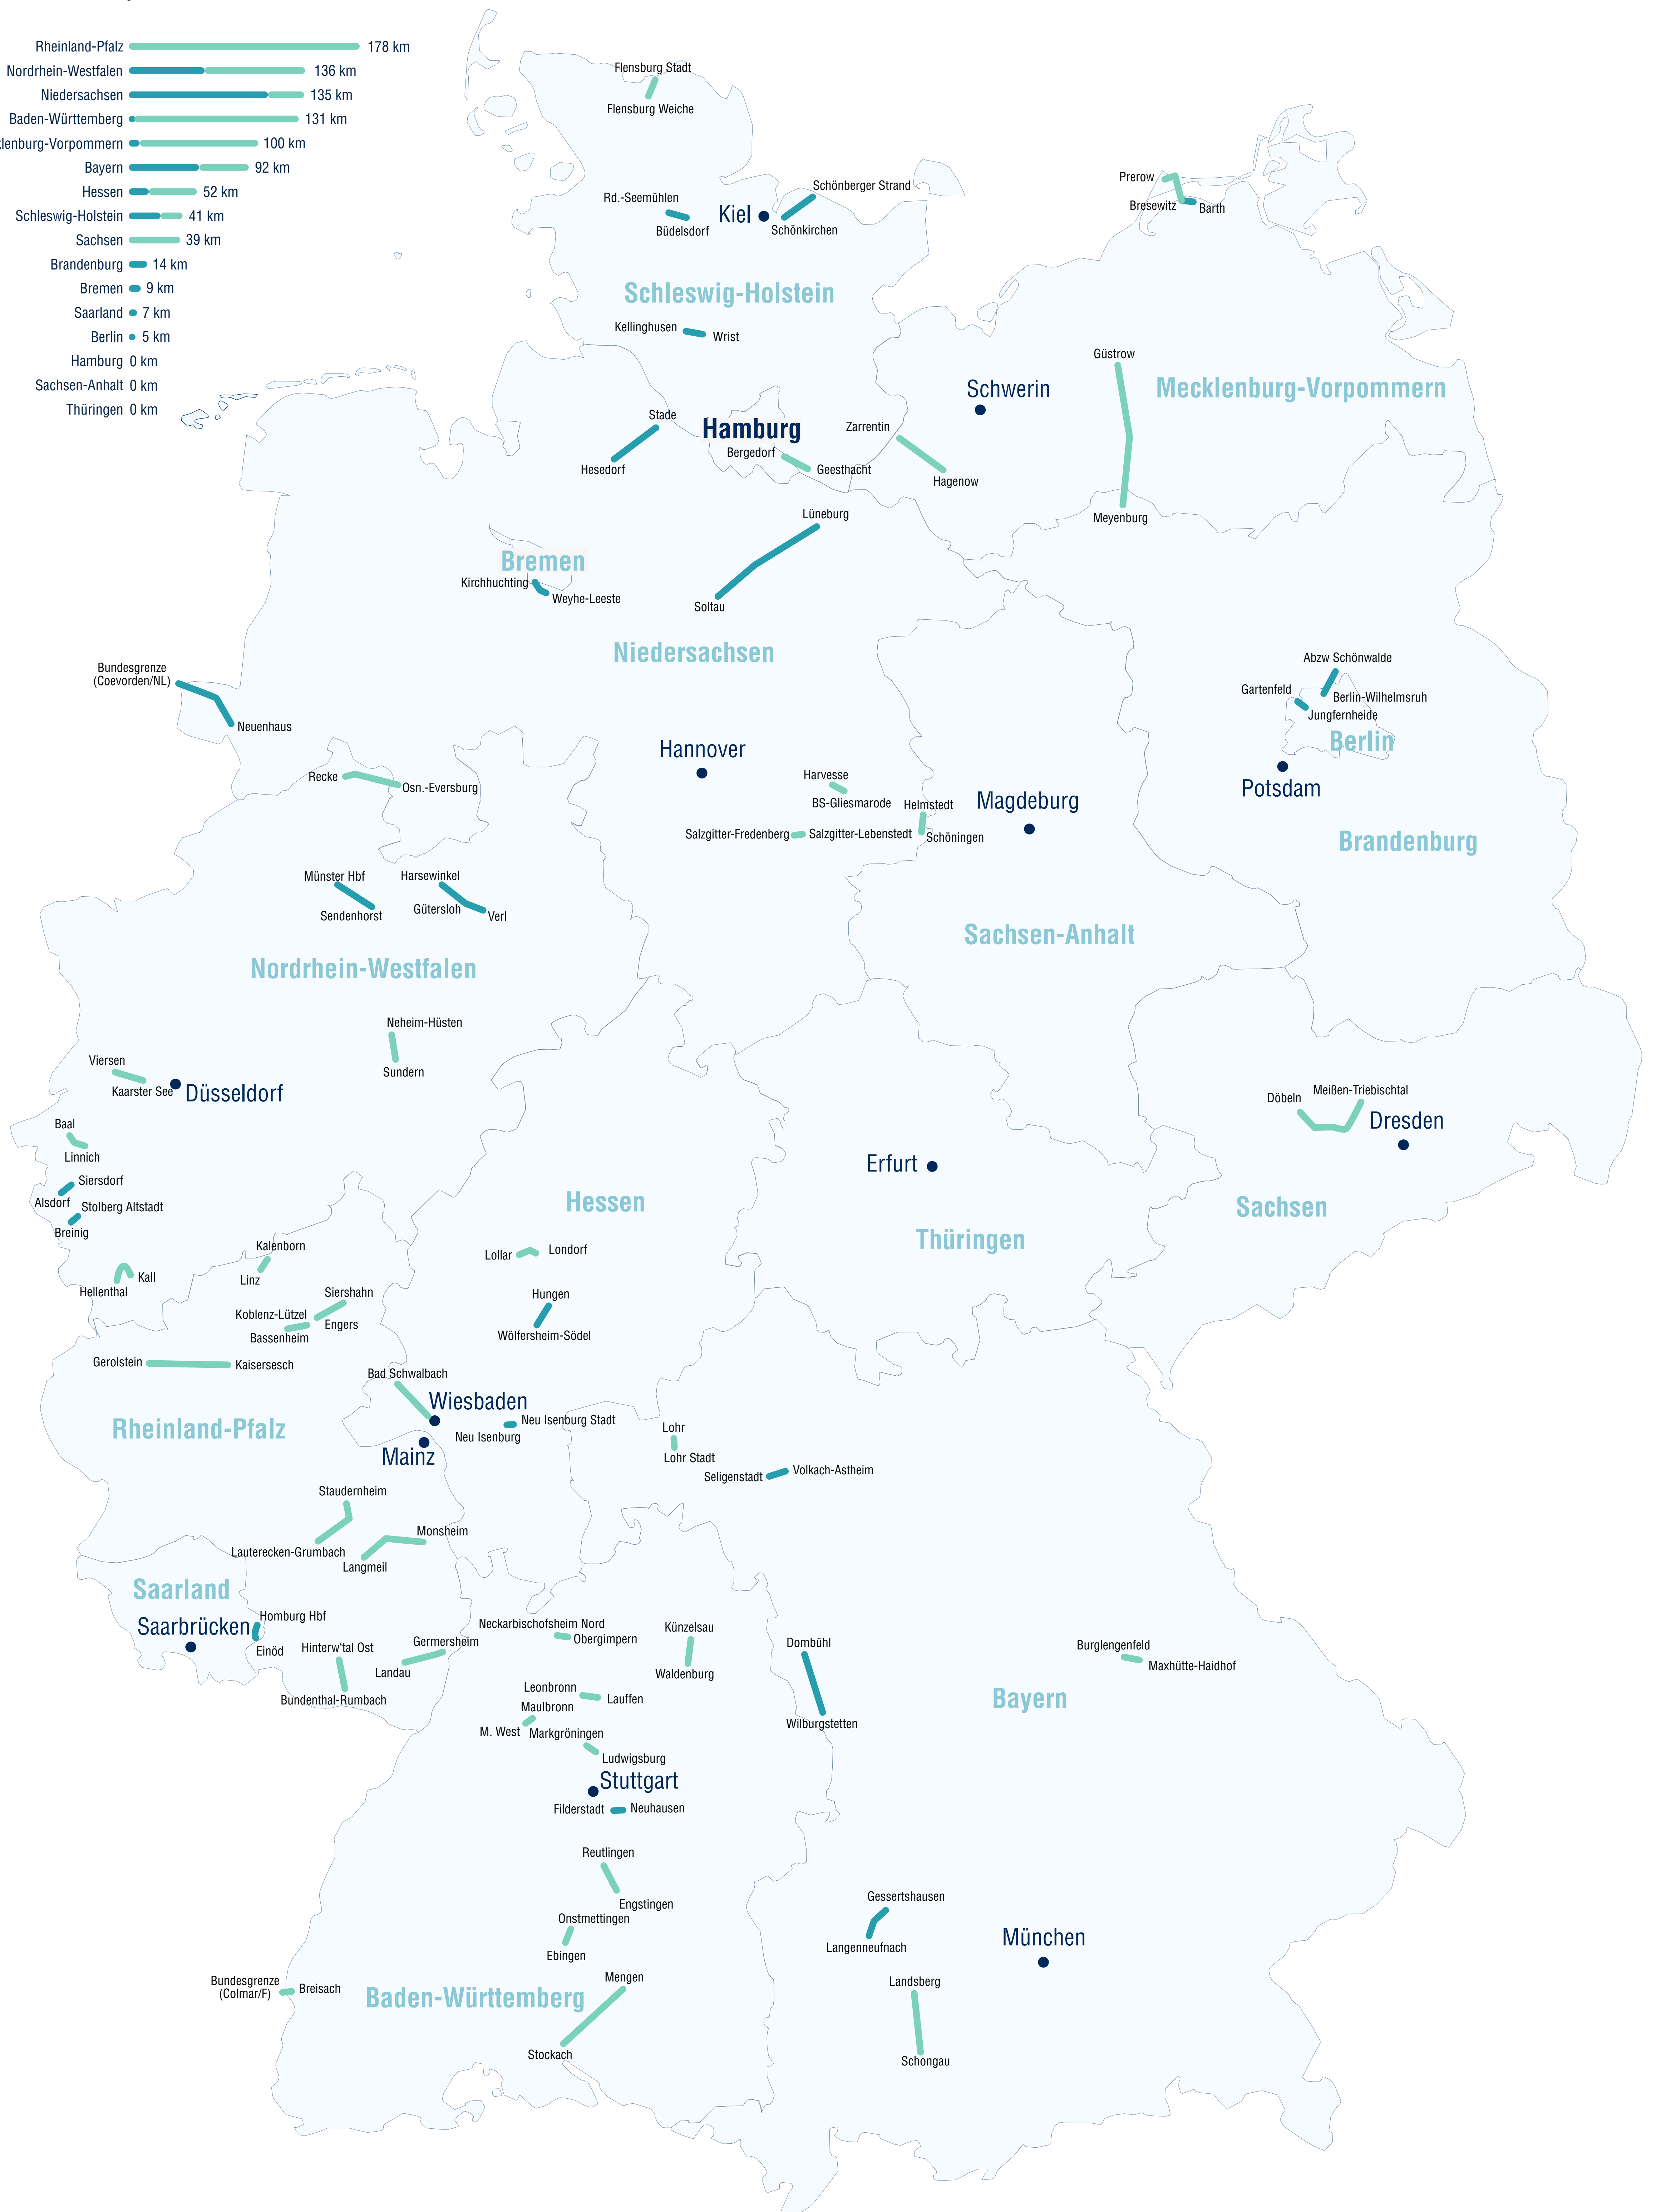 Rheinland-Pfalz 178 km
Nordrhein-Westfalen 136 km
Niedersachsen 135 km
Baden-Württemberg 131 km
lenburg-Vorpommern 100 km
Bayern 92 km
Hessen 52 km
Schleswig-Holstein 41 km
Sachsen 39 km
Brandenburg 14 km
Bremen 9 km
Saarland 7 km
Berlin 5 km
Hamburg 0 km
Sachsen-Anhalt 0 km
Thüringen 0 km
Flensburg Stadt
Flensburg Weiche
Rd.-Seemühlen
Büdelsdorf
Kiel
Schönberger Strand
Schönkirchen
Prerow
Bresewitz
Barth
Schleswig-Holstein
Kellinghusen
Wrist
Güstrow
Schwerin
Mecklenburg-Vorpommern
Stade
Hamburg
Zarrentin
Bergedorf
Hesedorf
Geesthacht
Hagenow
Lüneburg
Meyenburg
Bremen
Kirchhuchting
Weyhe-Leeste
Soltau
Niedersachsen
Bundesgrenze
(Coevorden/NL)
Neuenhaus
Abzw Schönwalde
Gartenfeld
Berlin-Wilhelmsruh
Jungfernheide
Berlin
Potsdam
Hannover
Recke
Osn.-Eversburg
Harvesse
BS-Gliesmarode
Helmstedt
Magdeburg
Salzgitter-Fredenberg
Salzgitter-Lebenstedt
Schöningen
Brandenburg
Münster Hbf
Sendenhorst
Harsewinkel
Gütersloh
Verl
Sachsen-Anhalt
Nordrhein-Westfalen
Neheim-Hüsten
Sundern
Viersen
Kaarster See
Düsseldorf
Döbeln
Meißen-Triebischtal
Dresden
Baal
Linnich
Siersdorf
Alsdorf
Stolberg Altstadt
Breinig
Erfurt
Hessen
Sachsen
Thüringen
Kalenborn
Linz
Lollar
Londorf
Kall
Hellenthal
Siershahn
Koblenz-Lützel
Engers
Bassenheim
Hungen
Wölfersheim-Södel
Gerolstein
Kaisersesch
Bad Schwalbach
Wiesbaden
Rheinland-Pfalz
Neu Isenburg Stadt
Neu Isenburg
Mainz
Lohr
Lohr Stadt
Seligenstadt
Volkach-Astheim
Staudernheim
Lauterecken-Grumbach
Monsheim
Langmeil
Saarland
Saarbrücken
Homburg Hbf
Einöd
Hinterw'tal Ost
Bundenthal-Rumbach
Germersheim
Landau
Neckarbischofsheim Nord
Obergimpern
Künzelsau
Waldenburg
Dombühl
Wilburgstetten
Burglengenfeld
Maxhütte-Haidhof
Bayern
Leonbronn
Lauffen
Maulbronn
M. West
Markgröningen
Ludwigsburg
Stuttgart
Filderstadt
Neuhausen
Reutlingen
Engstingen
Onstmettingen
Ebingen
Gessertshausen
Langenneufnach
München
Bundesgrenze
(Colmar/F)
Breisach
Baden-Württemberg
Mengen
Stockach
Landsberg
Schongau